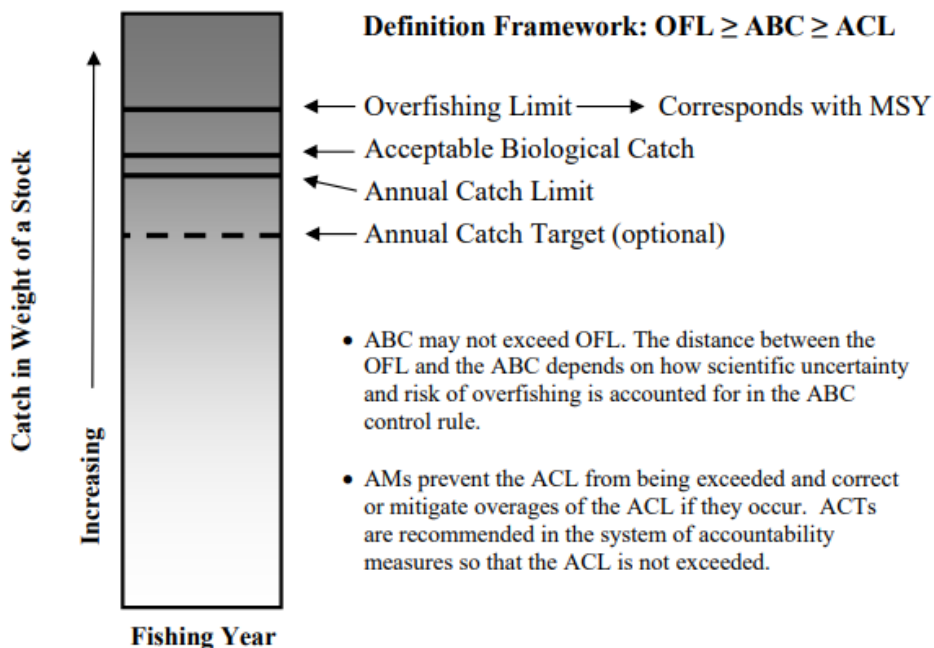 Definition Framework: OFL ≥ ABC ≥ ACL
Overfishing Limit
Corresponds with MSY
Acceptable Biological Catch
Annual Catch Limit
Annual Catch Target (optional)
Catch in Weight of a Stock
Increasing
• ABC may not exceed OFL. The distance between the
OFL and the ABC depends on how scientific uncertainty
and risk of overfishing is accounted for in the ABC
control rule.
• AMs prevent the ACL from being exceeded and correct
or mitigate overages of the ACL if they occur. ACTs
are recommended in the system of accountability
measures so that the ACL is not exceeded.
Fishing Year